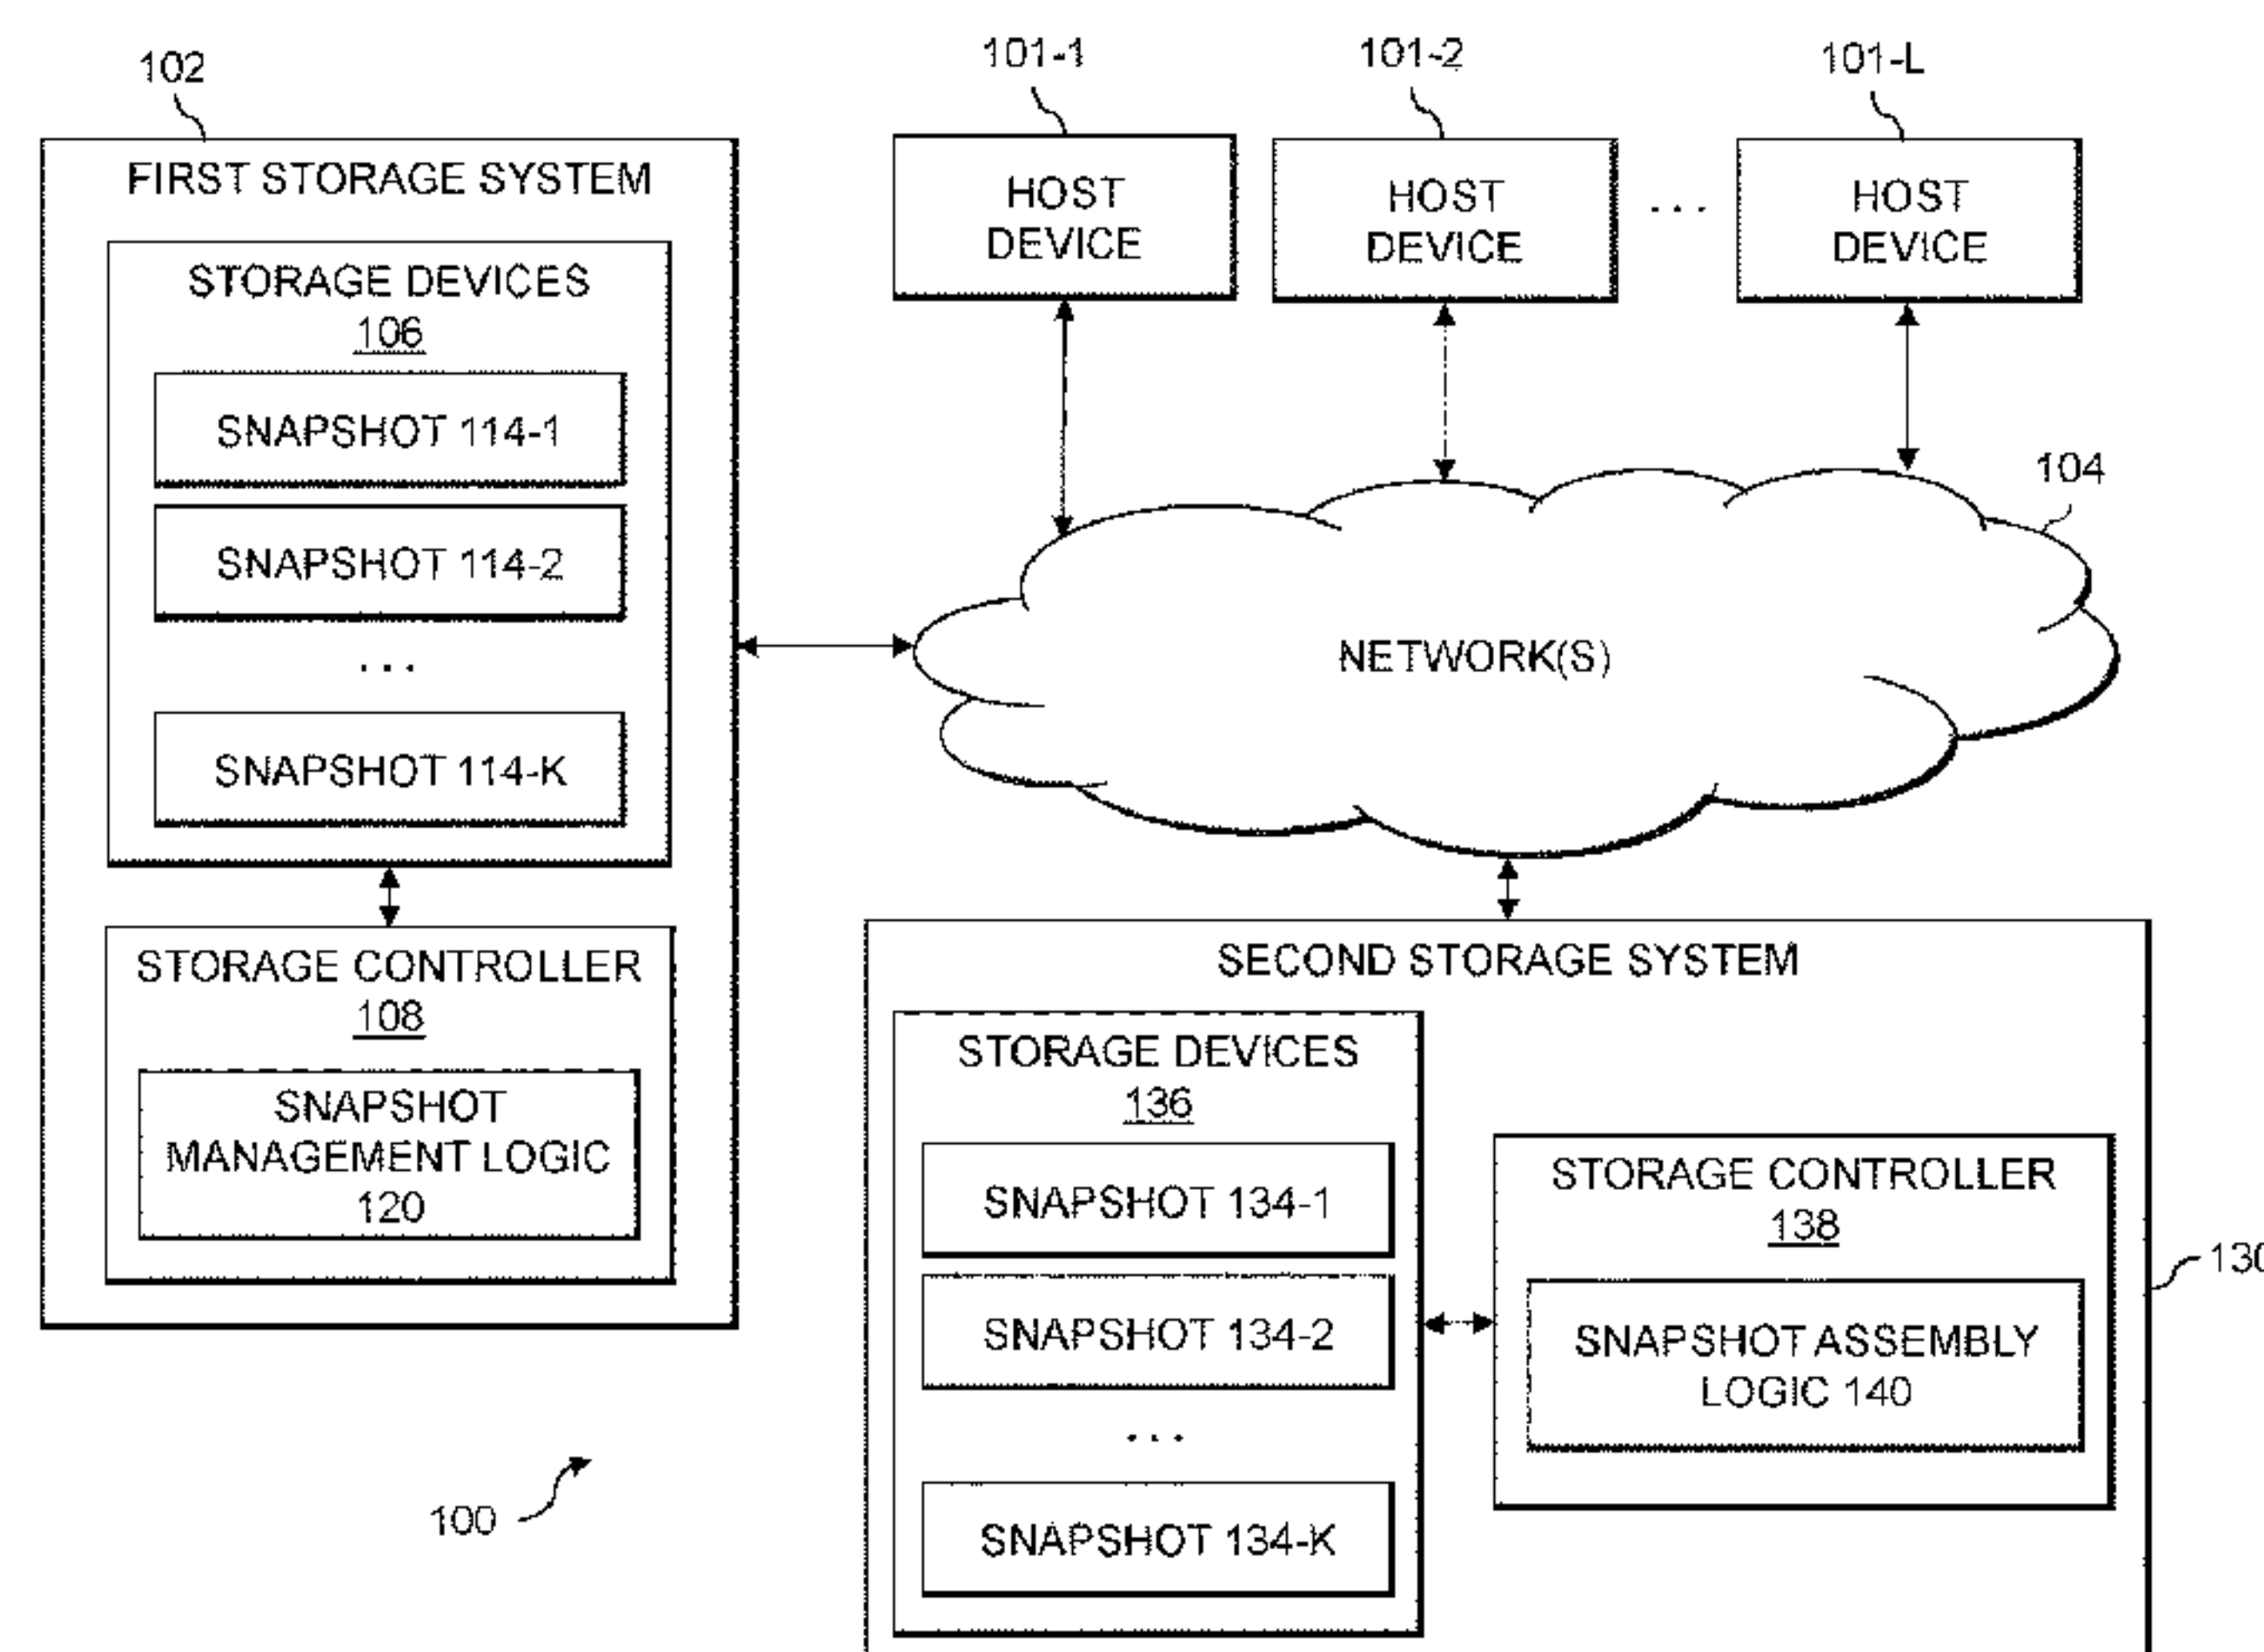 102
101-1
101-2
101-L
FIRST STORAGE SYSTEM
STORAGE DEVICES
106
SNAPSHOT 114-1
SNAPSHOT 114-2
...
SNAPSHOT 114-K
STORAGE CONTROLLER
108
SNAPSHOT
MANAGEMENT LOGIC
120
HOST
DEVICE
HOST
DEVICE
...
HOST
DEVICE
104
NETWORK(S)
SECOND STORAGE SYSTEM
STORAGE DEVICES
136
SNAPSHOT 134-1
SNAPSHOT 134-2
...
SNAPSHOT 134-K
STORAGE CONTROLLER
138
SNAPSHOT ASSEMBLY
LOGIC 140
130
100